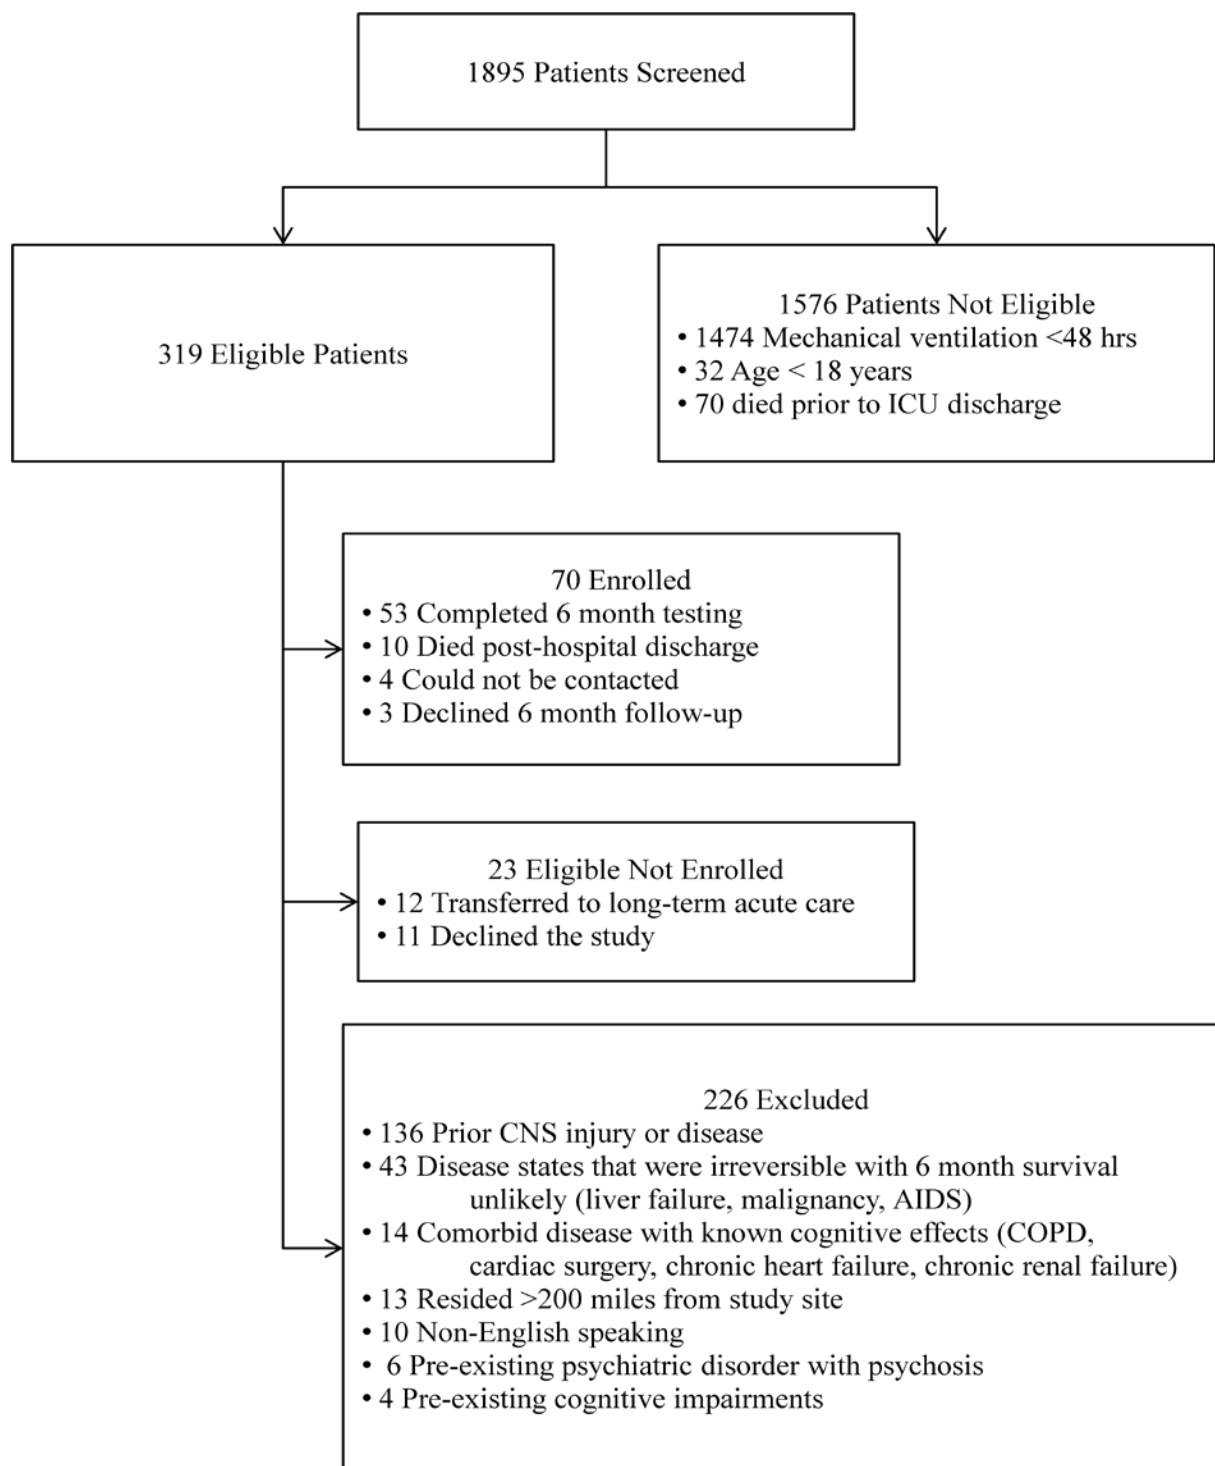 1895 Patients Screened
319 Eligible Patients
1576 Patients Not Eligible
• 1474 Mechanical ventilation <48 hrs
• 32 Age < 18 years
• 70 died prior to ICU discharge
70 Enrolled
• 53 Completed 6 month testing
• 10 Died post-hospital discharge
• 4 Could not be contacted
• 3 Declined 6 month follow-up
23 Eligible Not Enrolled
• 12 Transferred to long-term acute care
• 11 Declined the study
226 Excluded
• 136 Prior CNS injury or disease
• 43 Disease states that were irreversible with 6 month survival
unlikely (liver failure, malignancy, AIDS)
• 14 Comorbid disease with known cognitive effects (COPD,
cardiac surgery, chronic heart failure, chronic renal failure)
• 13 Resided >200 miles from study site
• 10 Non-English speaking
• 6 Pre-existing psychiatric disorder with psychosis
• 4 Pre-existing cognitive impairments